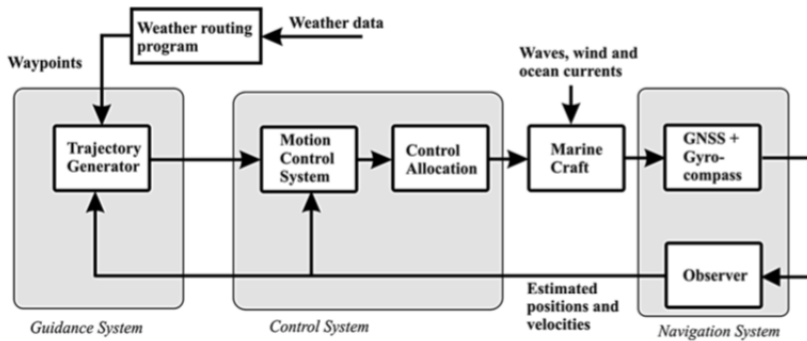 Weather routing
program
Weather data
Waypoints
Waves, wind and
ocean currents
Trajectory
Generator
Motion
Control
System
Control
Allocation
Marine
Craft
GNSS +
Gyro-
compass
Observer
Estimated
positions and
velocities
Guidance System
Control System
Navigation System